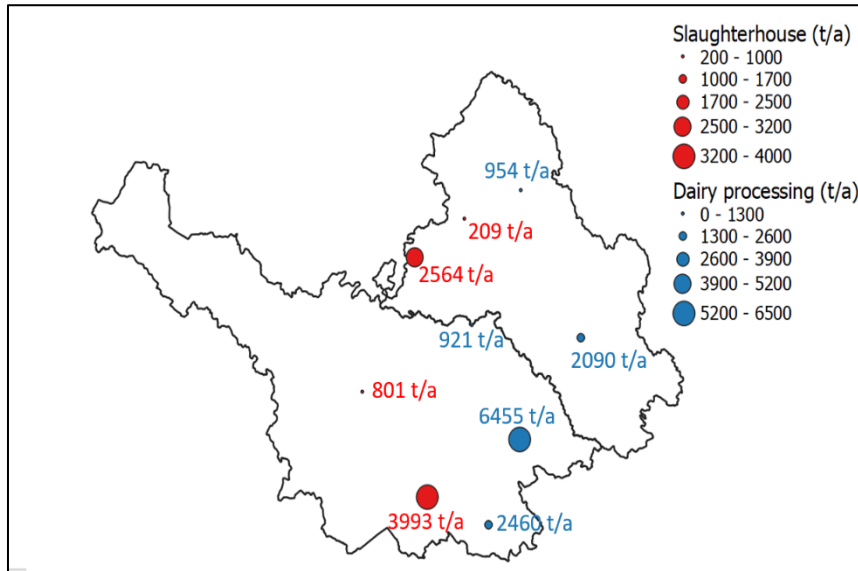 Slaughterhouse (t/a)
200 - 1000
1000 - 1700
1700 - 2500
2500 - 3200
3200 - 4000
Dairy processing (t/a)
0 - 1300
1300 - 2600
2600 - 3900
3900 - 5200
5200 - 6500
954 t/a
209 t/a
2564 t/a
921 t/a
2090 t/a
801 t/a
6455 t/a
3993 t/a
2460 t/a